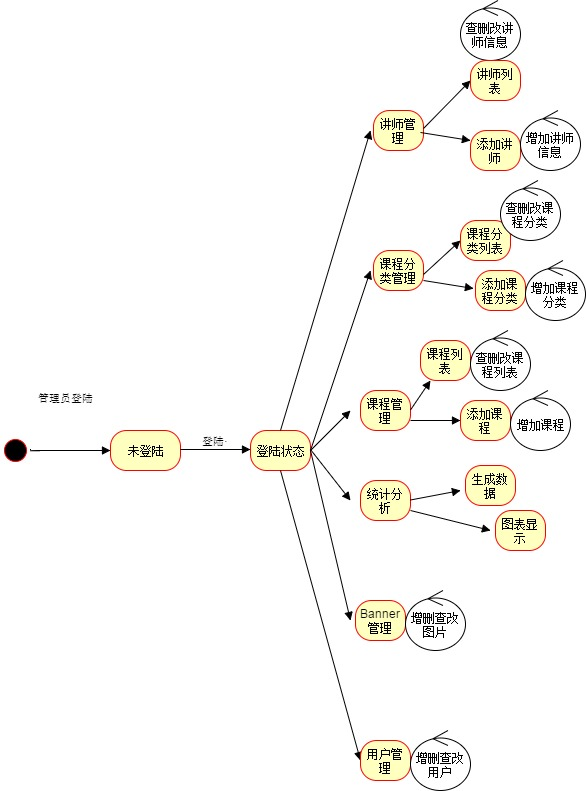 查删改讲
师信息
讲师列
表
讲师管
理
添加讲
师
增加讲师
信息
查删改课
程分类
课程分
类列表
课程分
类管理
添加课
程分类
增加课程
分类
课程列
表
查删改课
程列表
管理员登陆
课程管
理
添加课
程
增加课程
未登陆
登陆·
登陆状态
统计分
析
生成数
据
图表显
示
Banner
管理
增删查改
图片
用户管
理
增删查改
用户